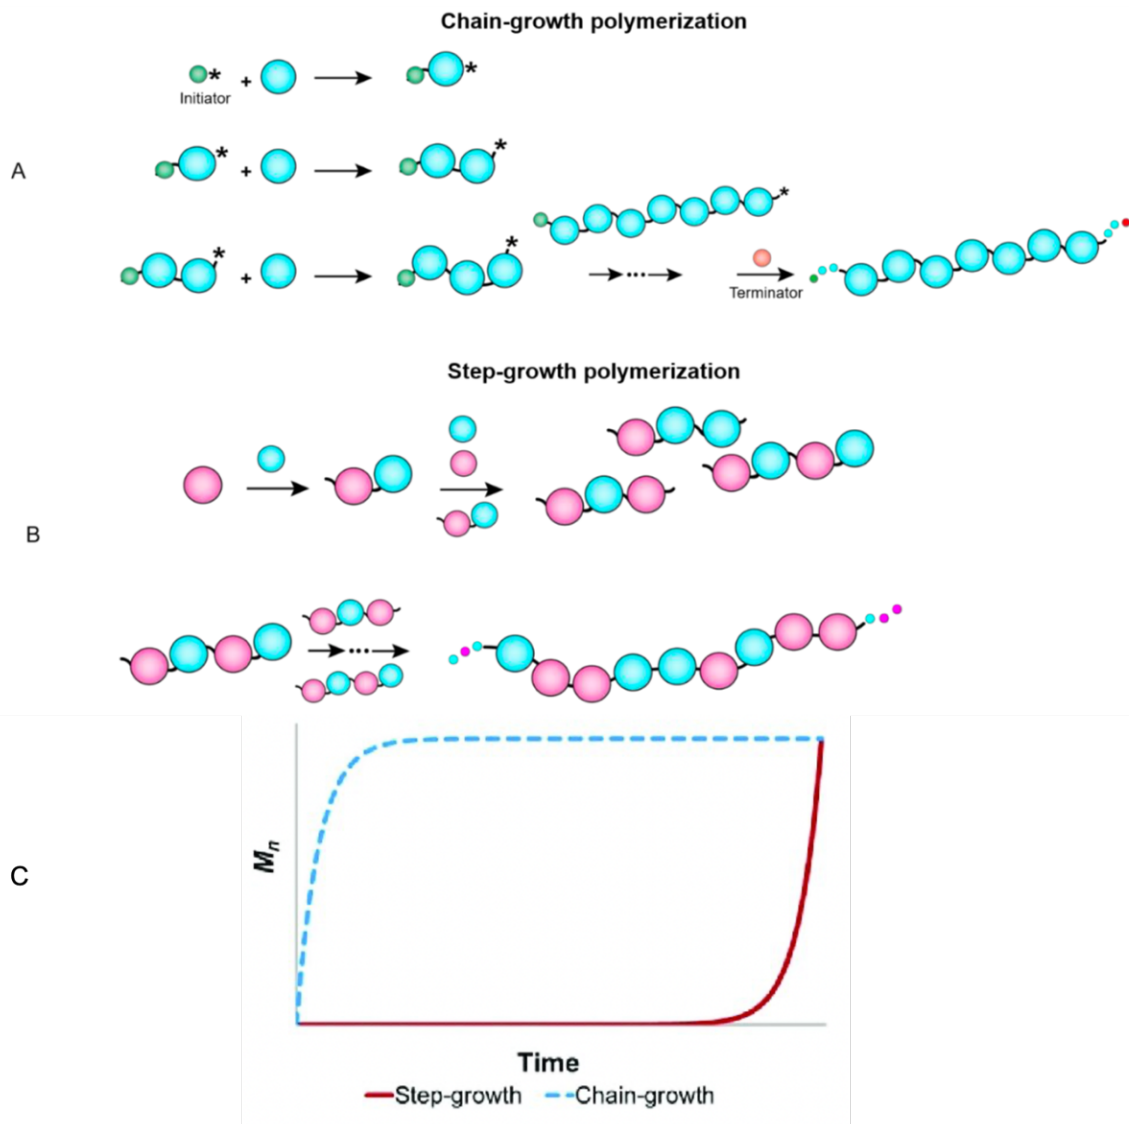 Chain-growth polymerization
* + *
Initiator
A
* + *
*
* + *
Terminator
Step-growth polymerization
B
C
Mn
Time
Step-growth Chain-growth